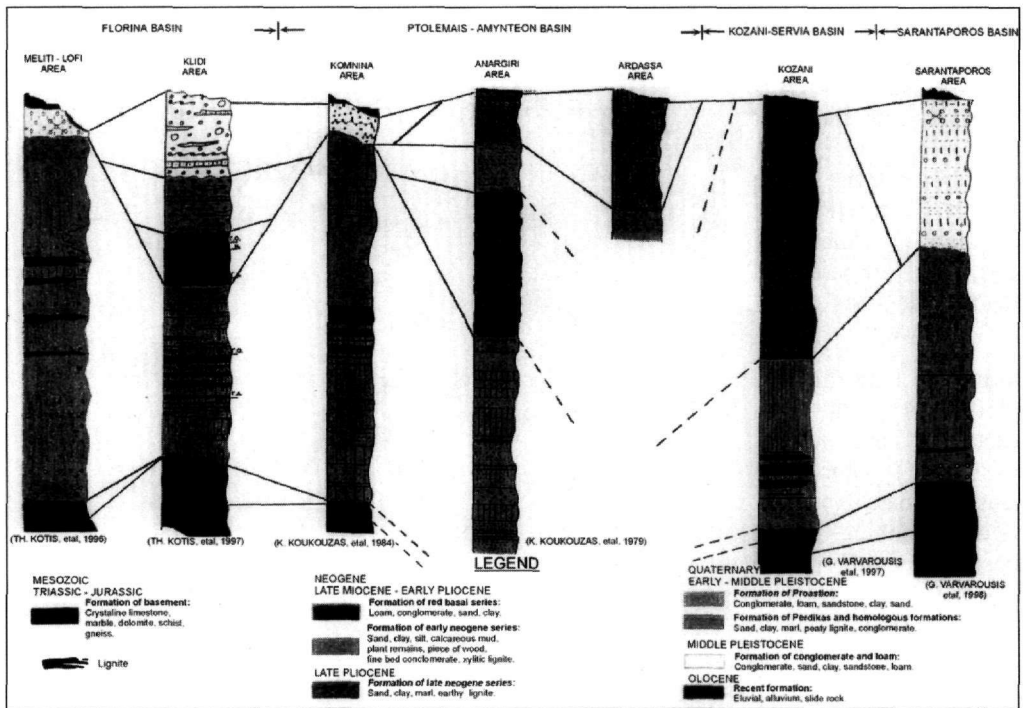 FLORINA BASIN
PTOLEMAIS - AMYNTEON BASIN
KOZANI-SERVIA BASIN
SARANTAPOROS BASIN
MELITI - LOFI
AREA
KLIDI
AREA
KOMNINA
AREA
ANARGIRI
AREA
ARDASSA
AREA
KOZANI
AREA
SARANTAPOROS
AREA
(TH. KOTIS, etal, 1996)
(TH. KOTIS, etal, 1997)
(K. KOUKOUZAS, etal, 1984)
(K. KOUKOUZAS, etal. 1979)
(G. VARVAROUSIS
etal. 1997)
(G. VARVAROUSIS
etal, 1998)
LEGEND
MESOZOIC
TRIASSIC - JURASSIC
Formation of basement:
Crystaline limestone,
marble, dolomite, schist,
gneiss.
Lignite
NEOGENE
LATE MIOCENE - EARLY PLIOCENE
Formation of red basal series:
Loam, conglomerate, sand, clay.
Formation of early neogene series:
Sand, clay, silt, calcareous mud,
plant remains, piece of wood,
fine bed conclomerate, xylitic lignite.
LATE PLIOCENE
Formation of late neogene series:
Sand, clay, marl, earthy lignite.
QUATERNARY
EARLY - MIDDLE PLEISTOCENE
Formation of Proastion:
Conglomerate, loam, sandstone, clay, sand.
Formation of Perdikas and homologous formations:
Sand, clay, marl, peaty lignite, conglomerate.
MIDDLE PLEISTOCENE
Formation of conglomerate and loam:
Conglomerate, sand, clay, sandstone, loam.
OLOCENE
Recent formation:
Eluvial, alluvium, slide rock